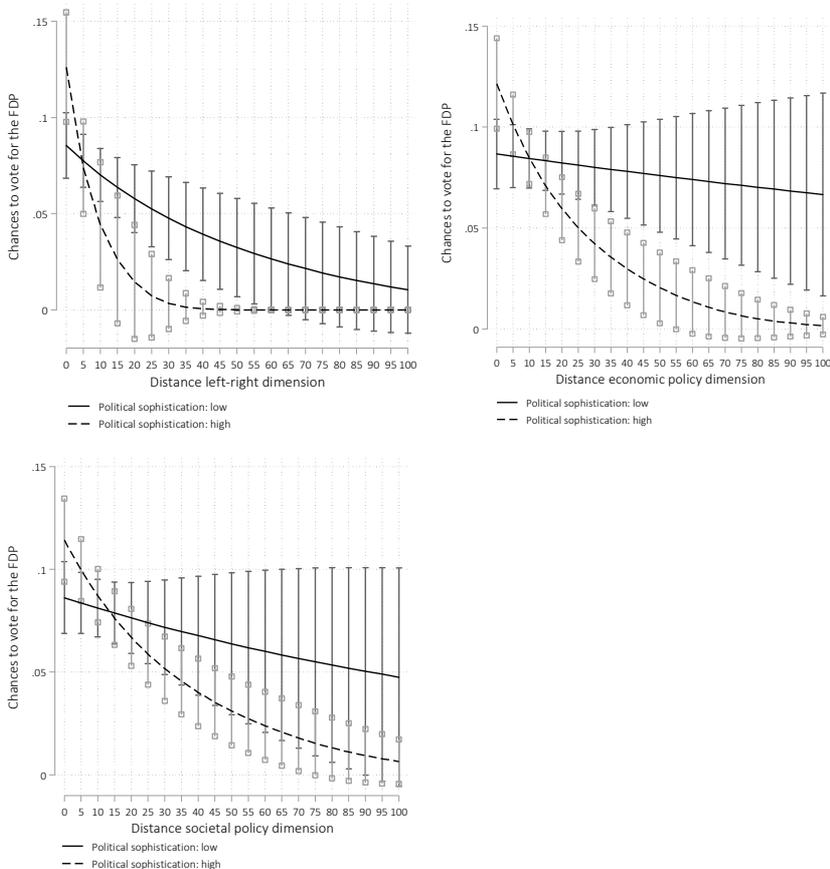 Chances to vote for the FDP
.15
.1
.05
0
0 5 10 15 20 25 30 35 40 45 50 55 60 65 70 75 80 85 90 95 100
Distance left-right dimension
Political sophistication: low
Political sophistication: high
Chances to vote for the FDP
.15
.1
.05
0
0 5 10 15 20 25 30 35 40 45 50 55 60 65 70 75 80 85 90 95 100
Distance economic policy dimension
Political sophistication: low
Political sophistication: high
Chances to vote for the FDP
.15
.1
.05
0
0 5 10 15 20 25 30 35 40 45 50 55 60 65 70 75 80 85 90 95 100
Distance societal policy dimension
Political sophistication: low
Political sophistication: high